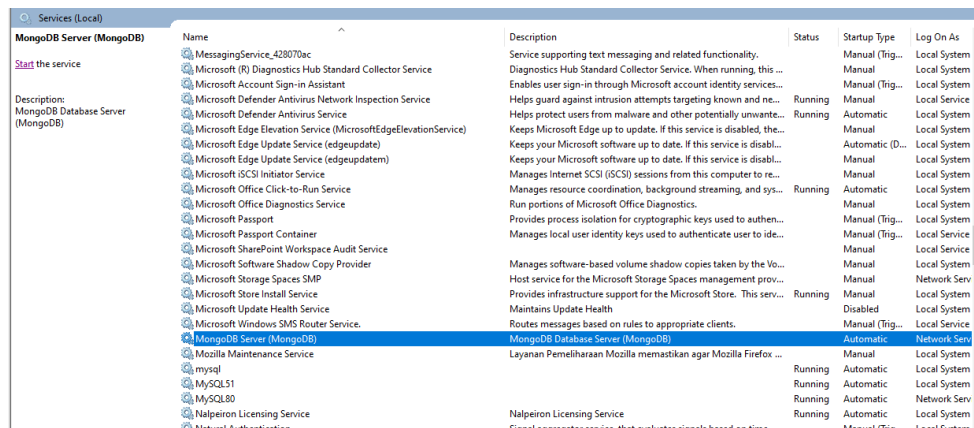 Services (Local)
MongoDB Server (MongoDB)
Start the service
Description:
MongoDB Database Server
(MongoDB)
Name Description Status Startup Type Log On As
MessagingService_428070ac Service supporting text messaging and related functionality. Manual (Trig... Local System
Microsoft (R) Diagnostics Hub Standard Collector Service Diagnostics Hub Standard Collector Service. When running, this ... Manual Local System
Microsoft Account Sign-in Assistant Enables user sign-in through Microsoft account identity services... Manual (Trig... Local System
Microsoft Defender Antivirus Network Inspection Service Helps guard against intrusion attempts targeting known and ne... Running Manual Local Service
Microsoft Defender Antivirus Service Helps protect users from malware and other potentially unwante... Running Automatic Local System
Microsoft Edge Elevation Service (MicrosoftEdgeElevationService) Keeps Microsoft Edge up to update. If this service is disabled, the... Manual Local System
Microsoft Edge Update Service (edgeupdate) Keeps your Microsoft software up to date. If this service is disabl... Automatic (D... Local System
Microsoft Edge Update Service (edgeupdatem) Keeps your Microsoft software up to date. If this service is disabl... Manual Local System
Microsoft iSCSI Initiator Service Manages Internet SCSI (iSCSI) sessions from this computer to re... Manual Local System
Microsoft Office Click-to-Run Service Manages resource coordination, background streaming, and sys... Running Automatic Local System
Microsoft Office Diagnostics Service Run portions of Microsoft Office Diagnostics. Manual Local System
Microsoft Passport Provides process isolation for cryptographic keys used to authen... Manual (Trig... Local System
Microsoft Passport Container Manages local user identity keys used to authenticate user to ide... Manual (Trig... Local Service
Microsoft SharePoint Workspace Audit Service Manual Local Service
Microsoft Software Shadow Copy Provider Manages software-based volume shadow copies taken by the Vo... Manual Local System
Microsoft Storage Spaces SMP Host service for the Microsoft Storage Spaces management prov... Manual Network Serv
Microsoft Store Install Service Provides infrastructure support for the Microsoft Store. This serv... Running Manual Local System
Microsoft Update Health Service Maintains Update Health Disabled Local System
Microsoft Windows SMS Router Service. Routes messages based on rules to appropriate clients. Manual (Trig... Local Service
MongoDB Server (MongoDB) MongoDB Database Server (MongoDB) Automatic Network Serv
Mozilla Maintenance Service Layanan Pemeliharaan Mozilla memastikan agar Mozilla Firefox ... Manual Local System
mysql Running Automatic Local System
MySQL51 Running Automatic Local System
MySQL80 Running Automatic Network Serv
Nalpeiron Licensing Service Nalpeiron Licensing Service Running Automatic Local System